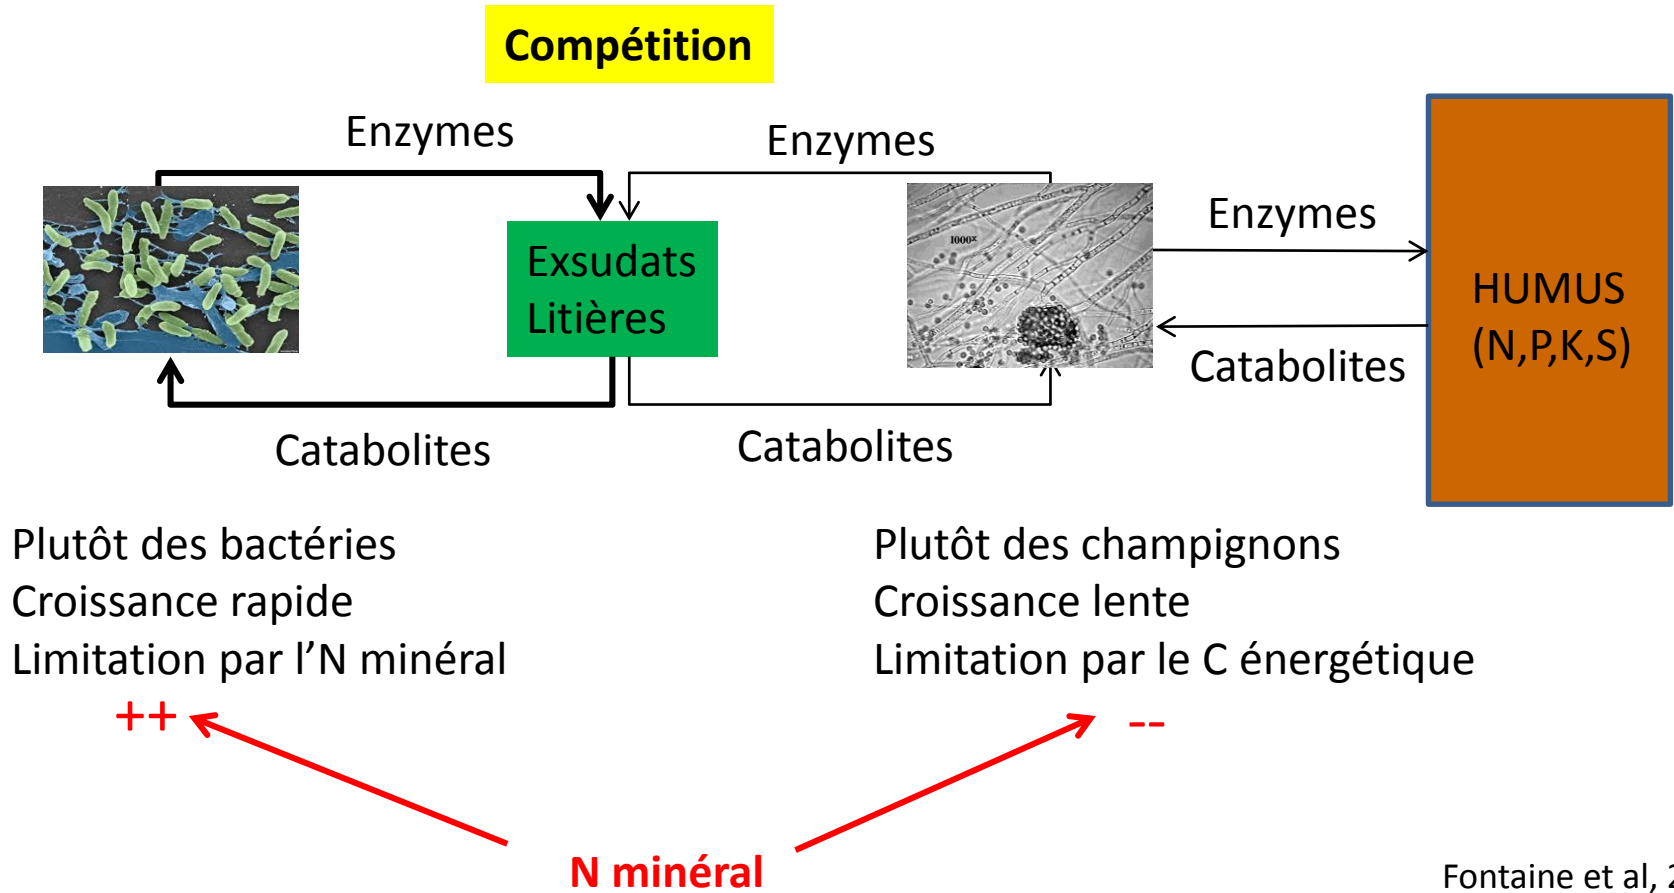 Compétition
Enzymes
Enzymes
Enzymes
1000x
Exsudats
Litières
HUMUS
(N,P,K,S)
Catabolites
Catabolites
Catabolites
Plutôt des bactéries
Croissance rapide
Limitation par l’N minéral
++
Plutôt des champignons
Croissance lente
Limitation par le C énergétique
--
N minéral
Fontaine et al,